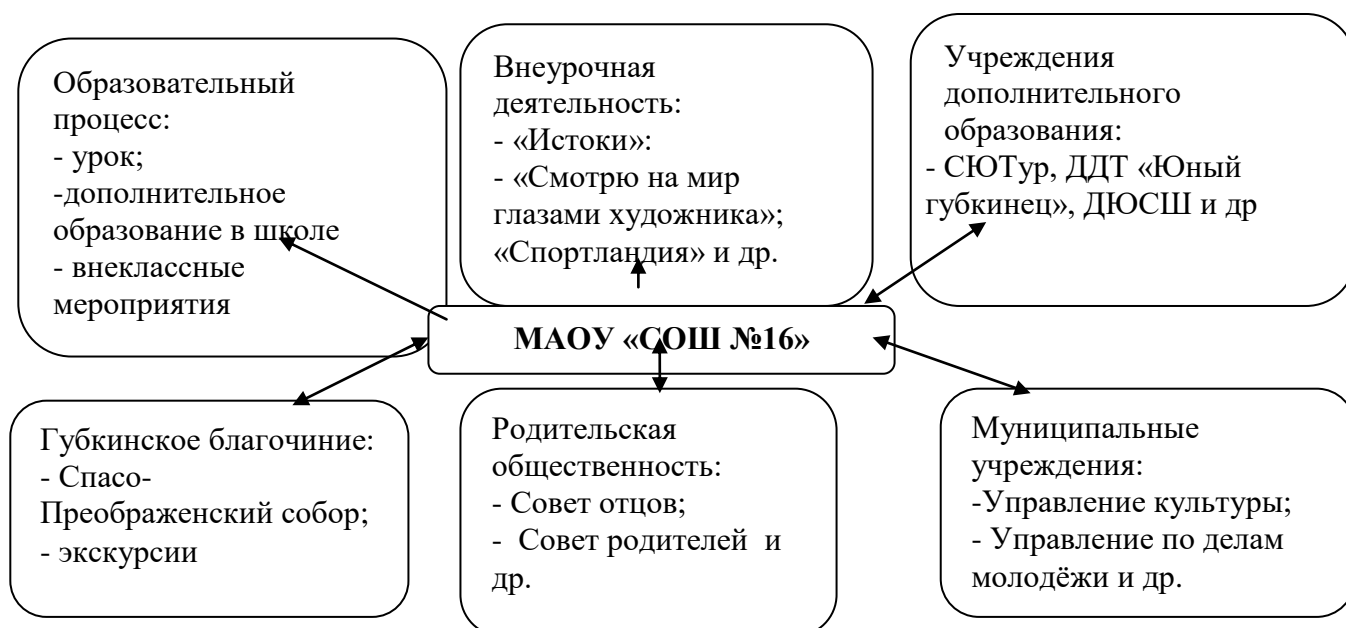 Образовательный
процесс:
- урок;
-дополнительное
образование в школе
- внеклассные
мероприятия
Внеурочная
деятельность:
- «Истоки»:
- «Смотрю на мир
глазами художника»;
«Спортландия» и др.
Учреждения
дополнительного
образования:
- СЮТур, ДДТ «Юный
губкинец», ДЮСШ и др
МАОУ «СОШ №16»
Губкинское благочиние:
- Спасо-
Преображенский собор;
- экскурсии
Родительская
общественность:
- Совет отцов;
- Совет родителей и
др.
Муниципальные
учреждения:
-Управление культуры;
- Управление по делам
молодёжи и др.